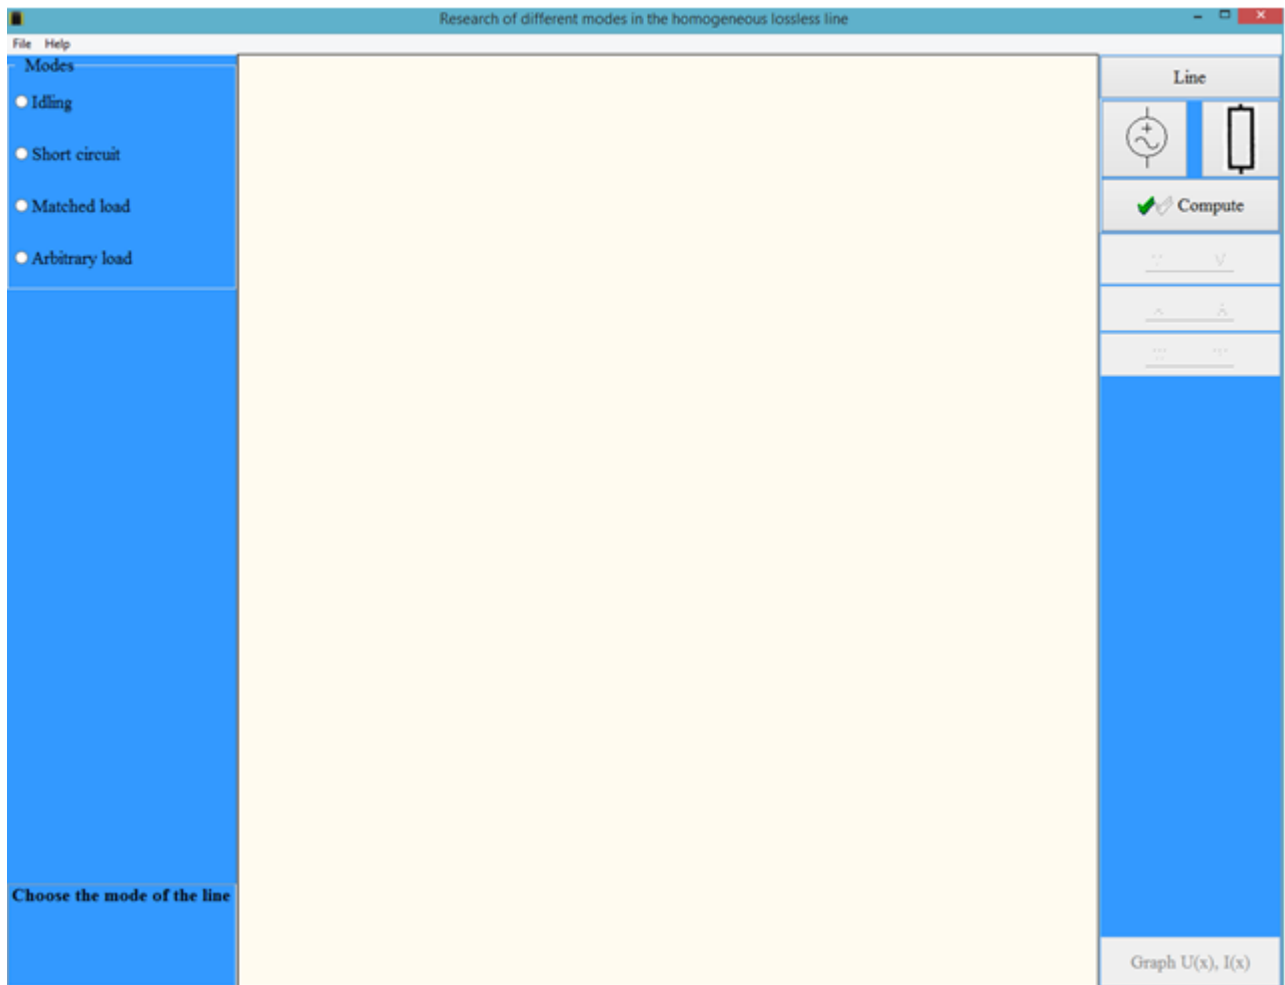 Research of different modes in the homogeneous lossless line
File Help
Modes
Idling
Short circuit
Matched load
Arbitrary load
Choose the mode of the line
Line
Compute
Graph U(x), I(x)